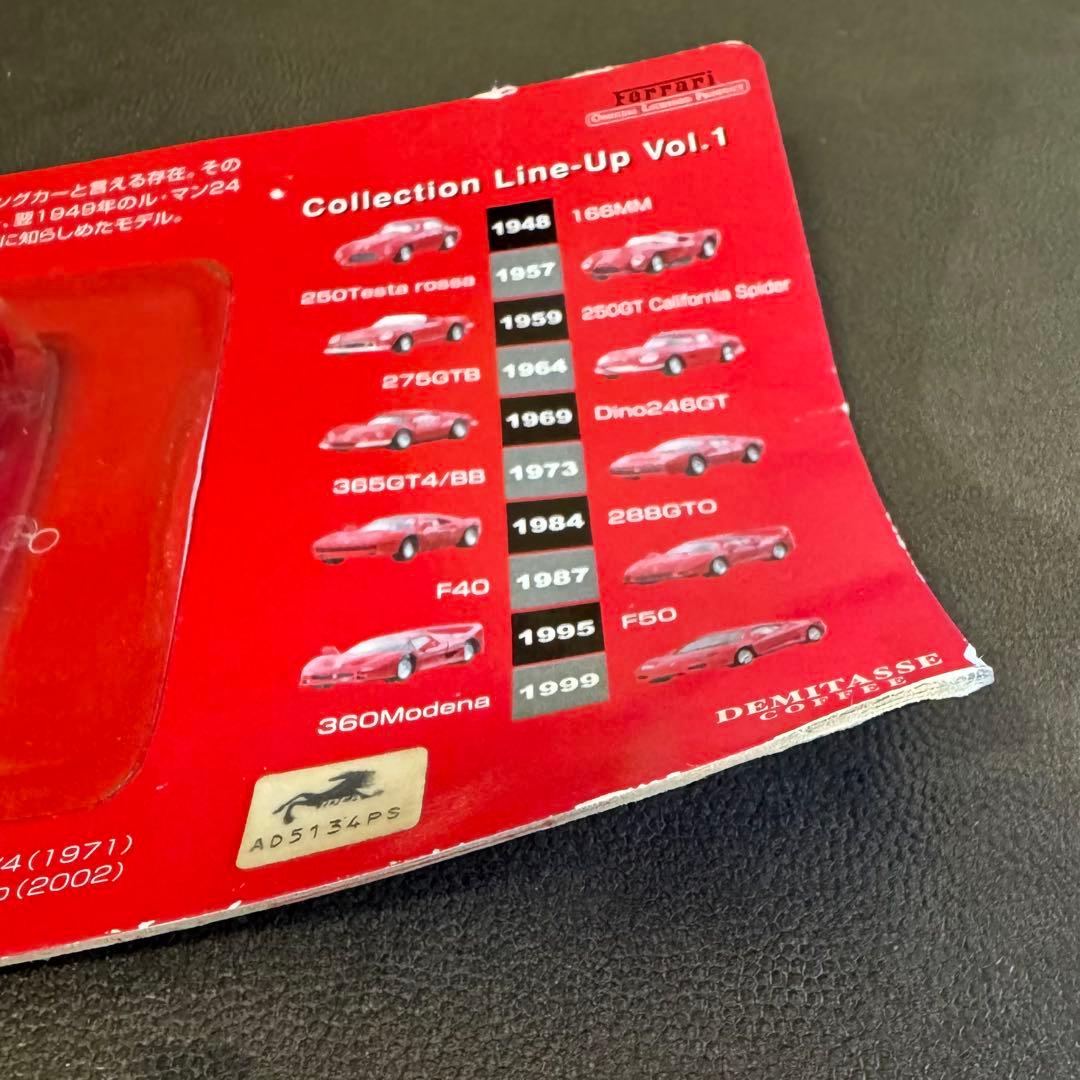 Ferrari
OFFICIAL LICENSED PRODUCT
ングカーと言える存在。その
、翌1949年のル・マン24
に知らしめたモデル。
Collection Line-Up Vol.1
1948 166MM
250Testa rossa 1957
1959 250GT California Spider
275GTB 1964
1969 Dino246GT
365GT4/BB 1973
1984 288GTO
F40 1987
1995 F50
360Modena 1999
DEMITASSE
COFFEE
AD5134PS
/4(1971)
(2002)